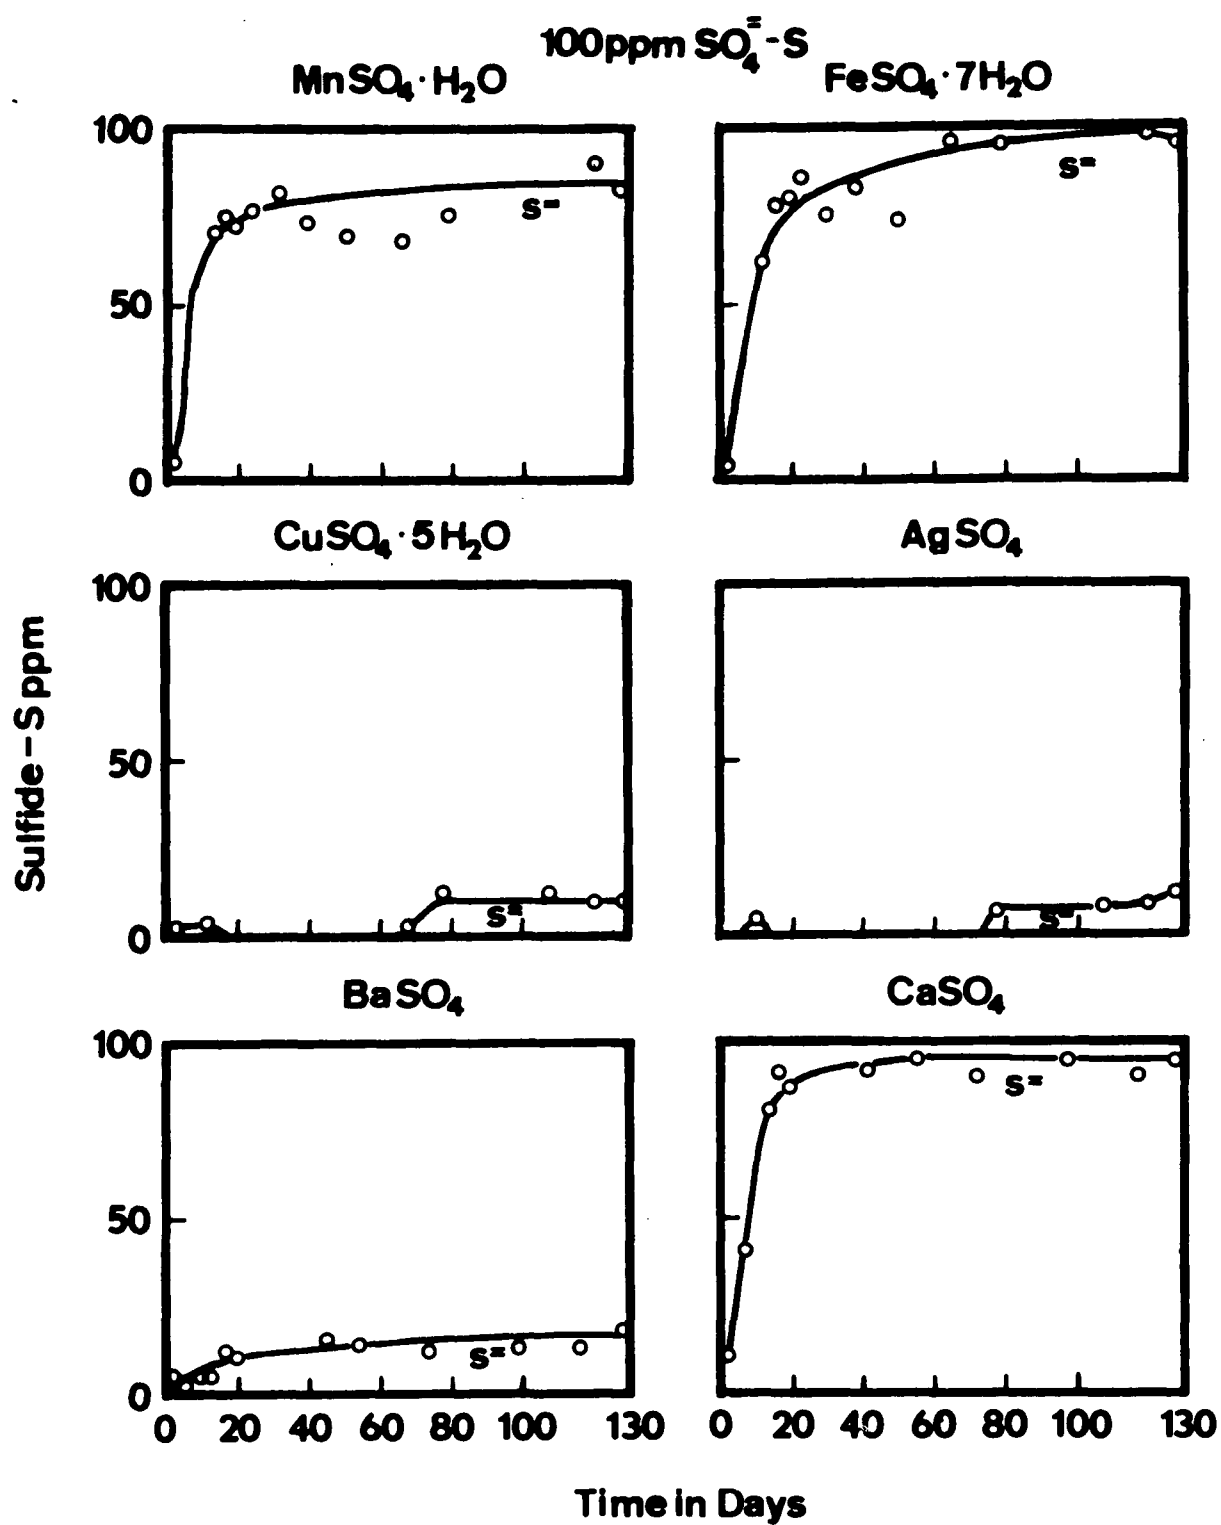 100ppm SO₄⁼-S
MnSO₄·H₂O
FeSO₄·7H₂O
100
50
0
S=
S=
CuSO₄·5H₂O
AgSO₄
100
50
0
S=
S=
BaSO₄
CaSO₄
100
50
0
S=
S=
0 20 40 60 80 100 130
0 20 40 60 80 100 130
Sulfide-S ppm
Time in Days